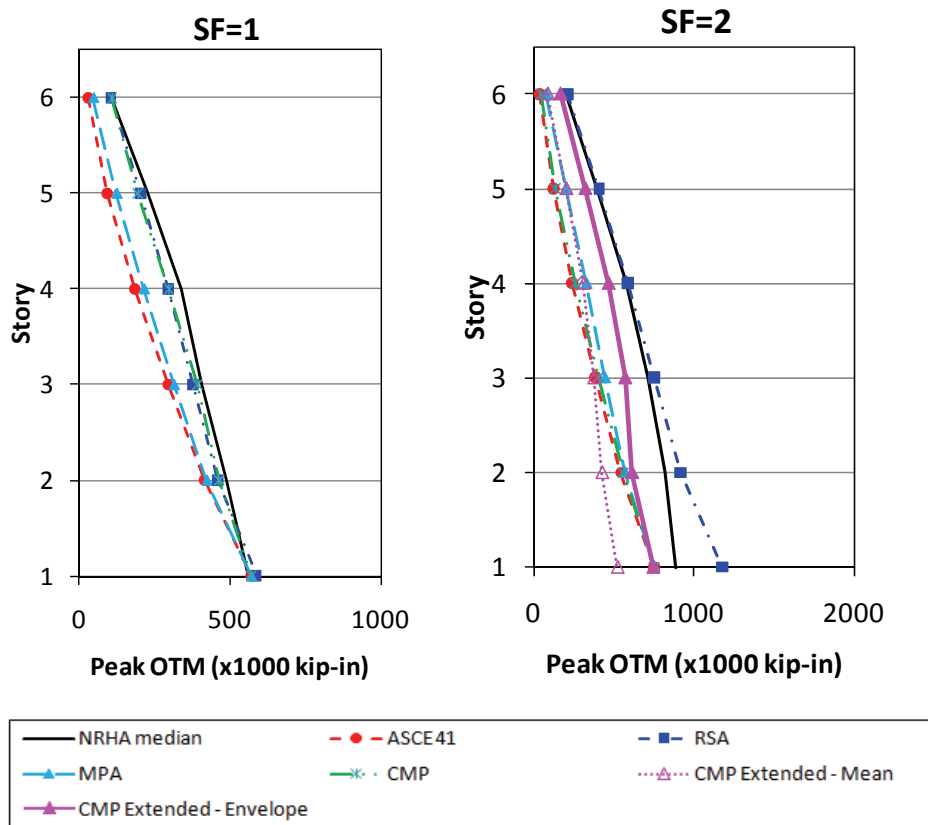 SF=1
6
5
4
3
2
1
Story
0
500
1000
Peak OTM (x1000 kip-in)
SF=2
6
5
4
3
2
1
Story
0
1000
2000
Peak OTM (x1000 kip-in)
NRHA median
ASCE 41
RSA
MPA
CMP
CMP Extended - Mean
CMP Extended - Envelope